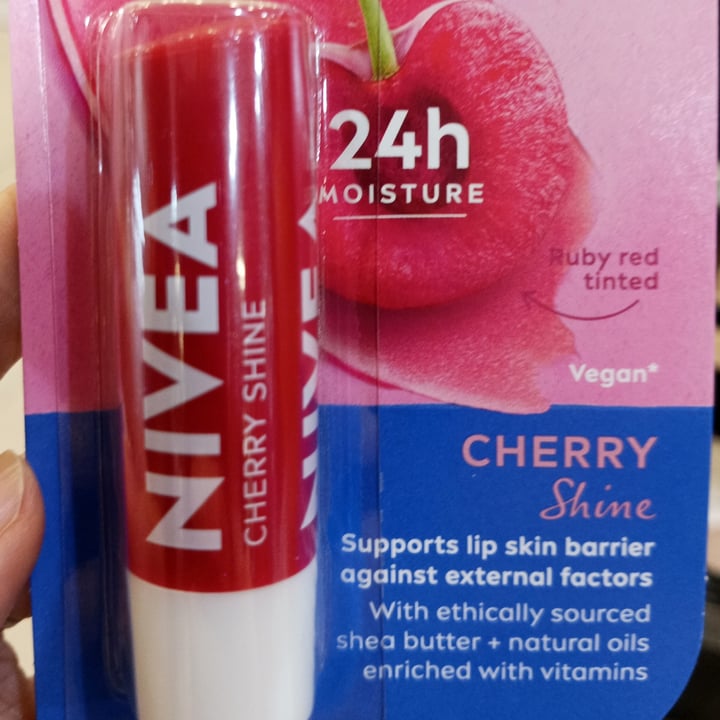 24h
MOISTURE
Ruby red
tinted
Vegan*
CHERRY
Shine
Supports lip skin barrier
against external factors
With ethically sourced
shea butter + natural oils
enriched with vitamins
NIVEA
CHERRY SHINE
NIVEA